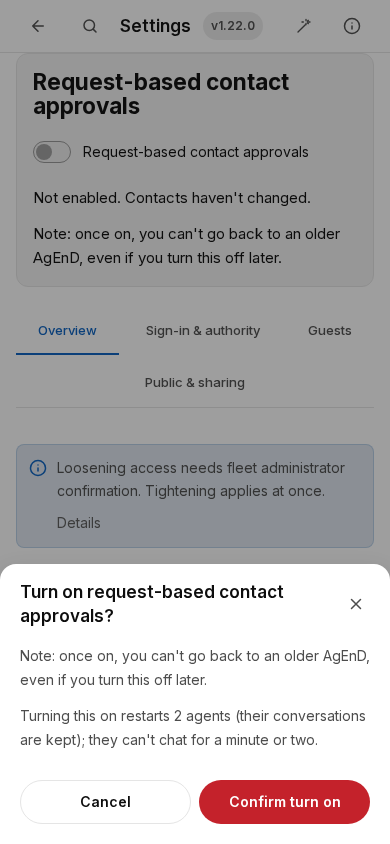 Settings v1.22.0
Request-based contact
approvals
Request-based contact approvals
Not enabled. Contacts haven't changed.
Note: once on, you can't go back to an older
AgEnD, even if you turn this off later.
Overview Sign-in & authority Guests
Public & sharing
Loosening access needs fleet administrator
confirmation. Tightening applies at once.
Details
Turn on request-based contact
approvals?
Note: once on, you can't go back to an older AgEnD,
even if you turn this off later.
Turning this on restarts 2 agents (their conversations
are kept); they can't chat for a minute or two.
Cancel Confirm turn on